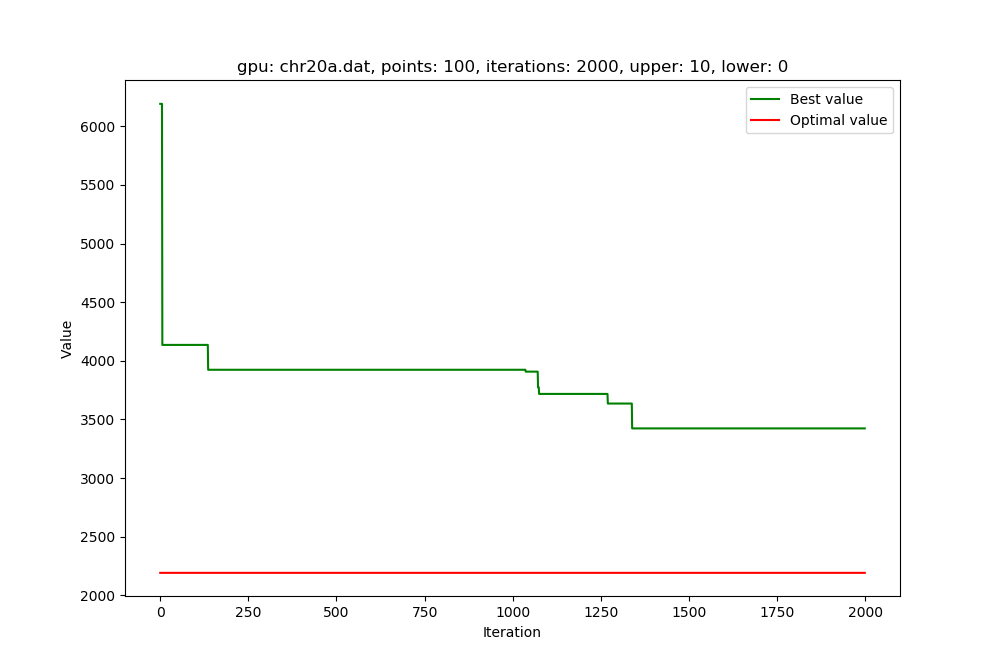 gpu: chr20a.dat, points: 100, iterations: 2000, upper: 10, lower: 0
Best value
Optimal value
6000
5500
5000
4500
4000
3500
3000
2500
2000
Value
0 250 500 750 1000 1250 1500 1750 2000
Iteration